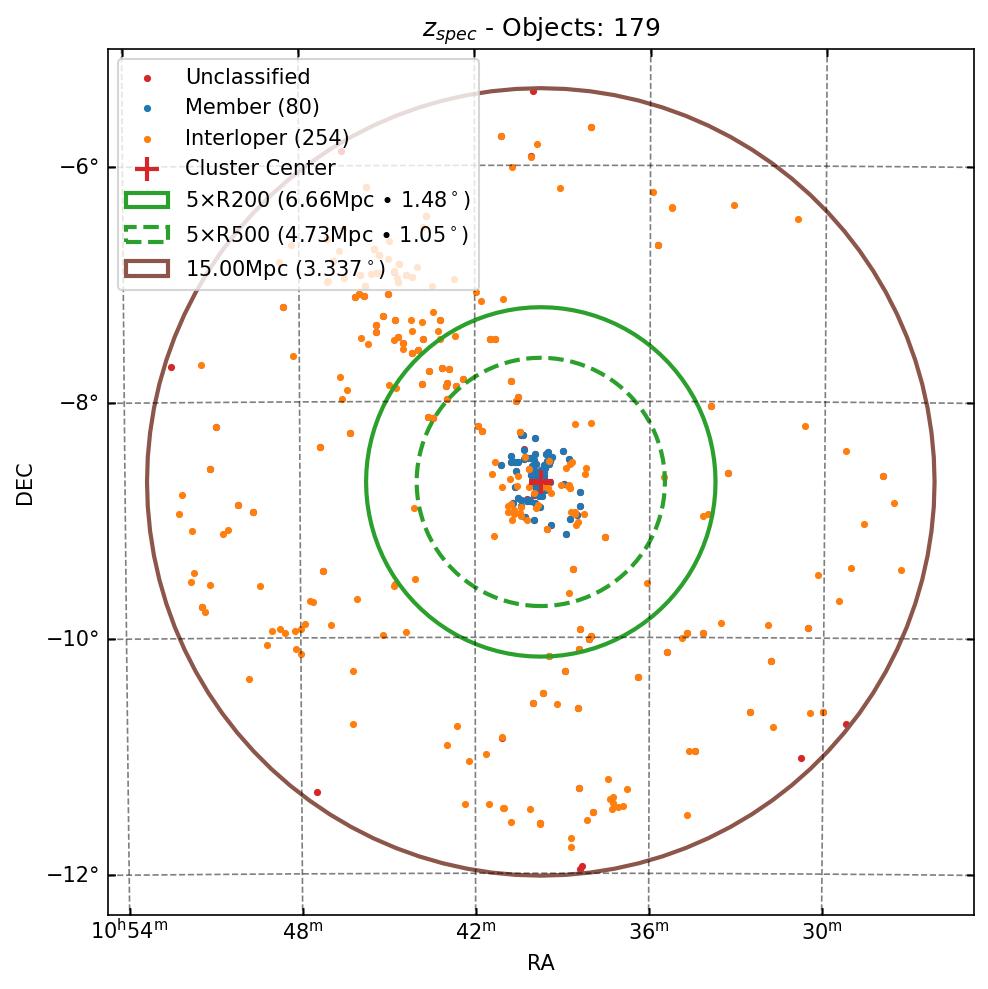 z_spec - Objects: 179
Unclassified
Member (80)
Interloper (254)
Cluster Center
5×R200 (6.66Mpc • 1.48°)
5×R500 (4.73Mpc • 1.05°)
15.00Mpc (3.337°)
−6°
−8°
−10°
−12°
DEC
10ʰ54ᵐ
48ᵐ
42ᵐ
36ᵐ
30ᵐ
RA